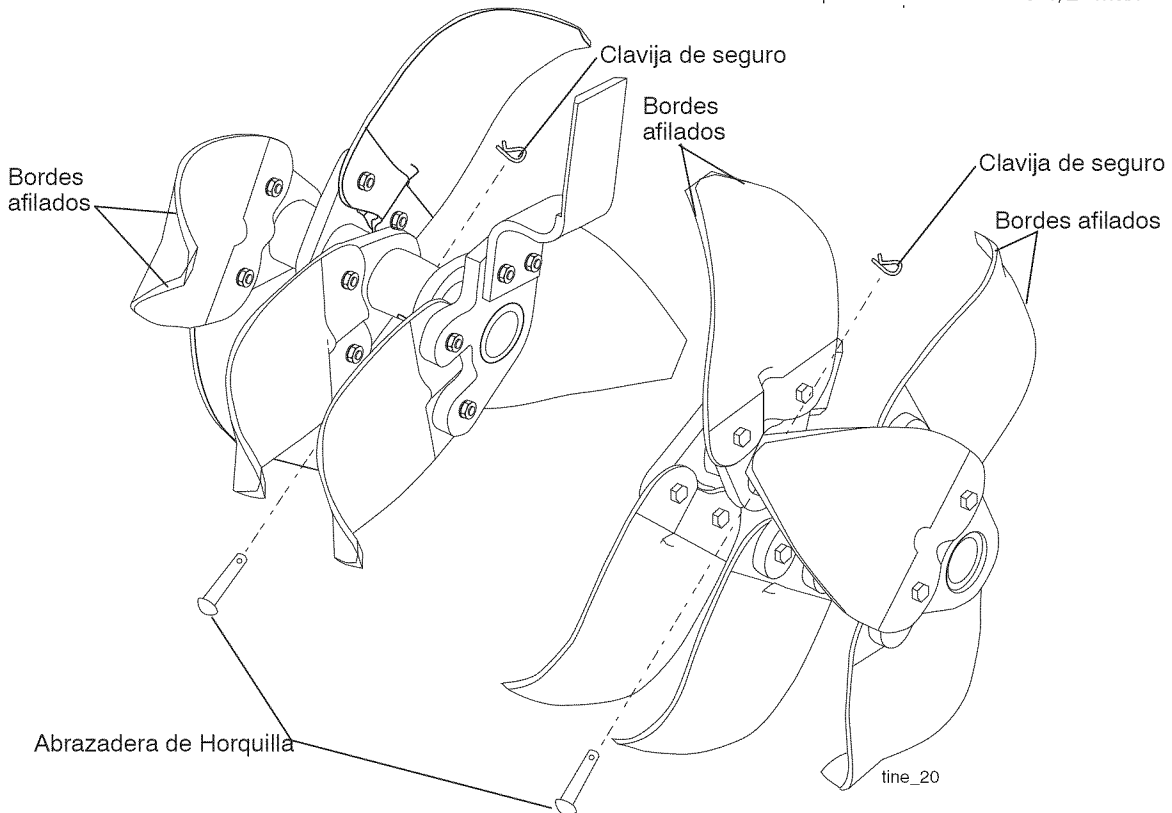 Clavija de seguro
Bordes
afilados
Bordes
afilados
Clavija de seguro
Bordes afilados
Abrazadera de Horquilla
tine_20